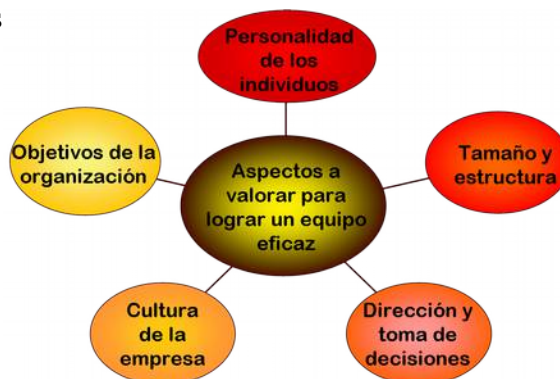 Personalidad
de los
individuos
Objetivos de la
organización
Tamaño y
estructura
Aspectos a
valorar para
lograr un equipo
eficaz
Cultura
de la
empresa
Dirección y
toma de
decisiones